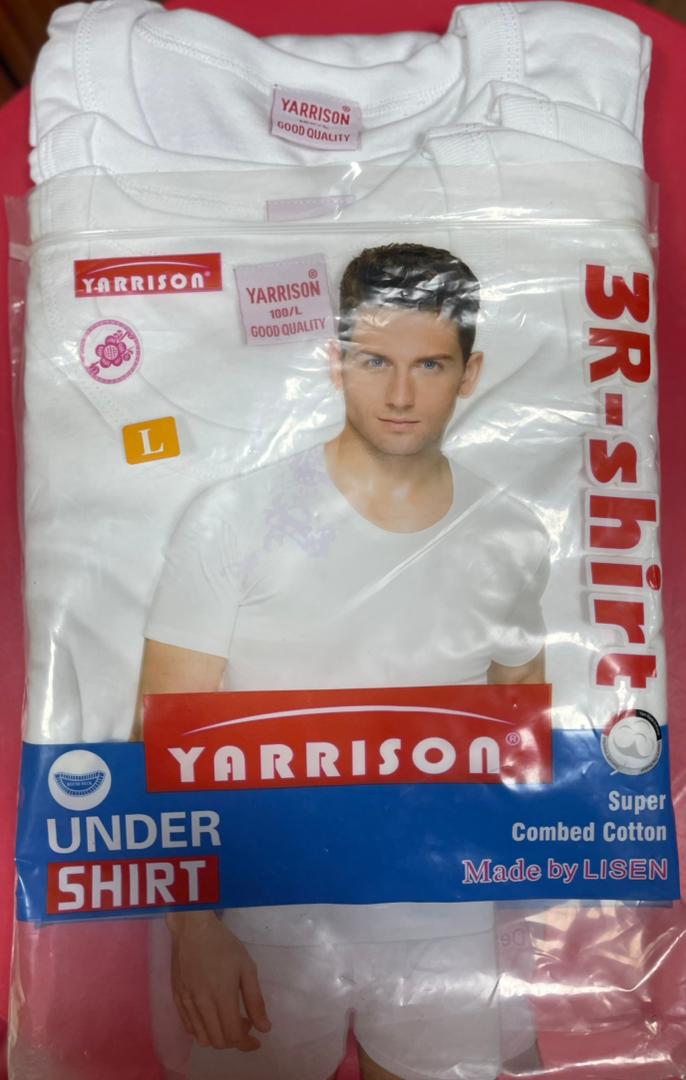 YARRISON®
GOOD QUALITY
YARRISON®
YARRISON®
100/L
GOOD QUALITY
L
3R-shirt
YARRISON®
UNDER
SHIRT
Super
Combed Cotton
Made by LISEN